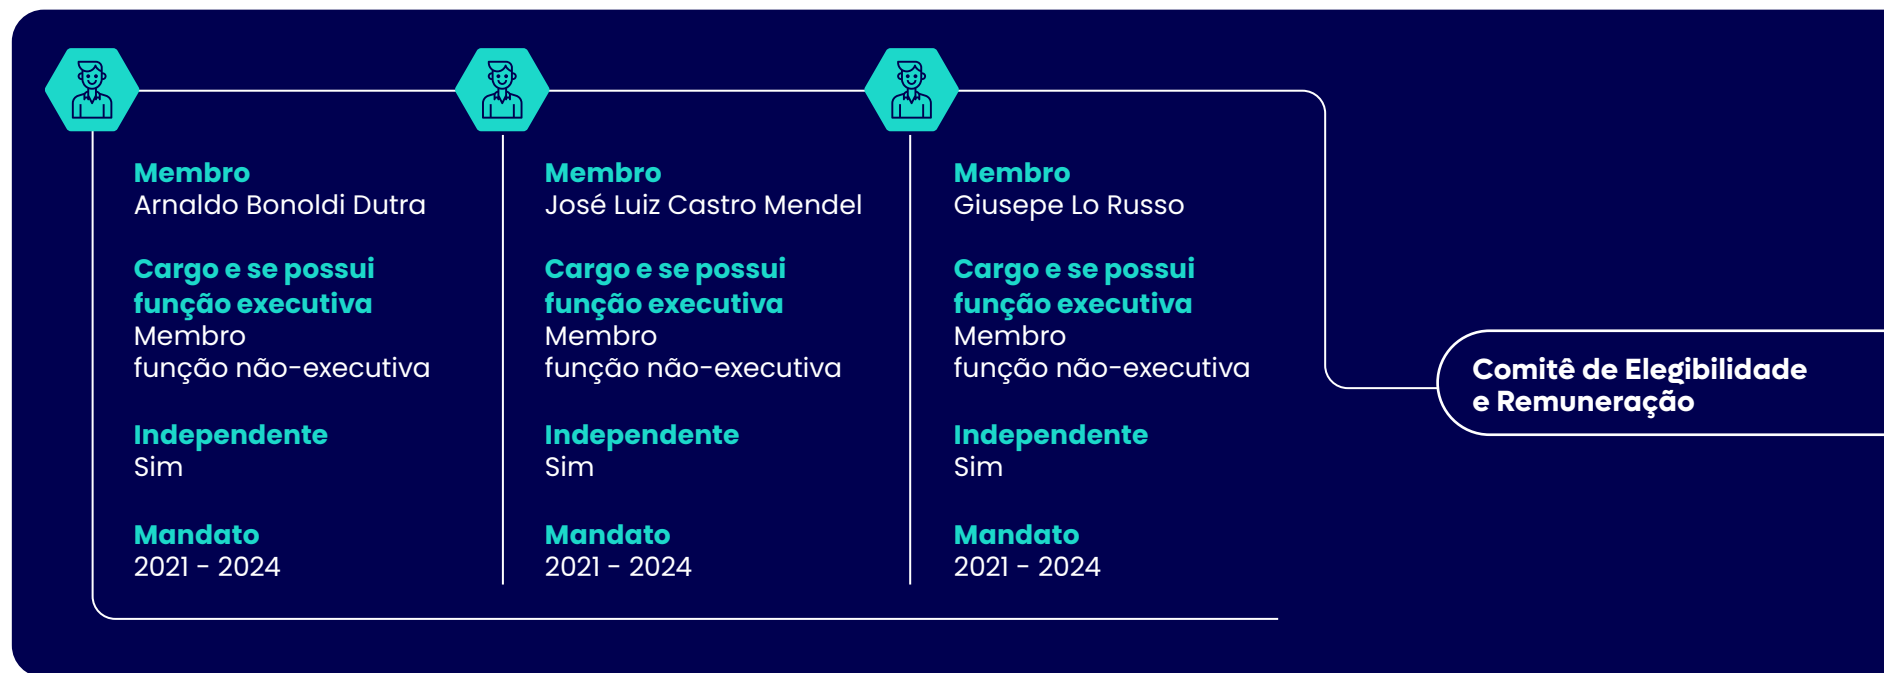 Membro
Arnaldo Bonoldi Dutra
Cargo e se possui
função executiva
Membro
função não-executiva
Independente
Sim
Mandato
2021 - 2024
Membro
José Luiz Castro Mendel
Cargo e se possui
função executiva
Membro
função não-executiva
Independente
Sim
Mandato
2021 - 2024
Membro
Giusepe Lo Russo
Cargo e se possui
função executiva
Membro
função não-executiva
Independente
Sim
Mandato
2021 - 2024
Comitê de Elegibilidade
e Remuneração